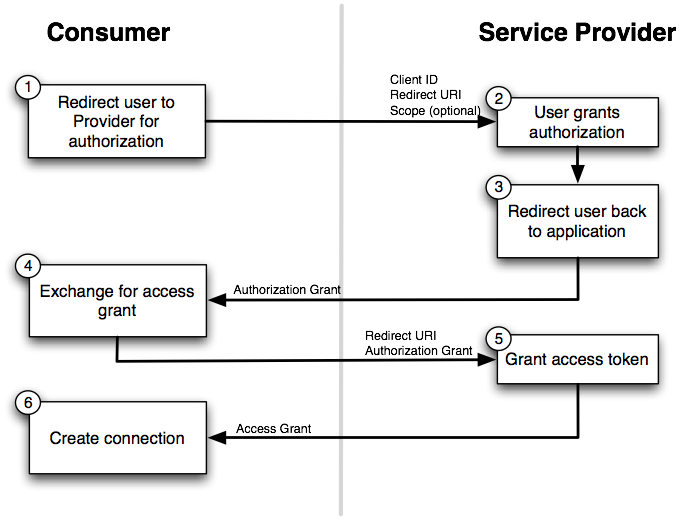 Consumer
Service Provider
1
Redirect user to
Provider for
authorization
Client ID
Redirect URI
Scope (optional)
2
User grants
authorization
3
Redirect user back
to application
4
Exchange for access
grant
Authorization Grant
Redirect URI
Authorization Grant
5
Grant access token
6
Create connection
Access Grant